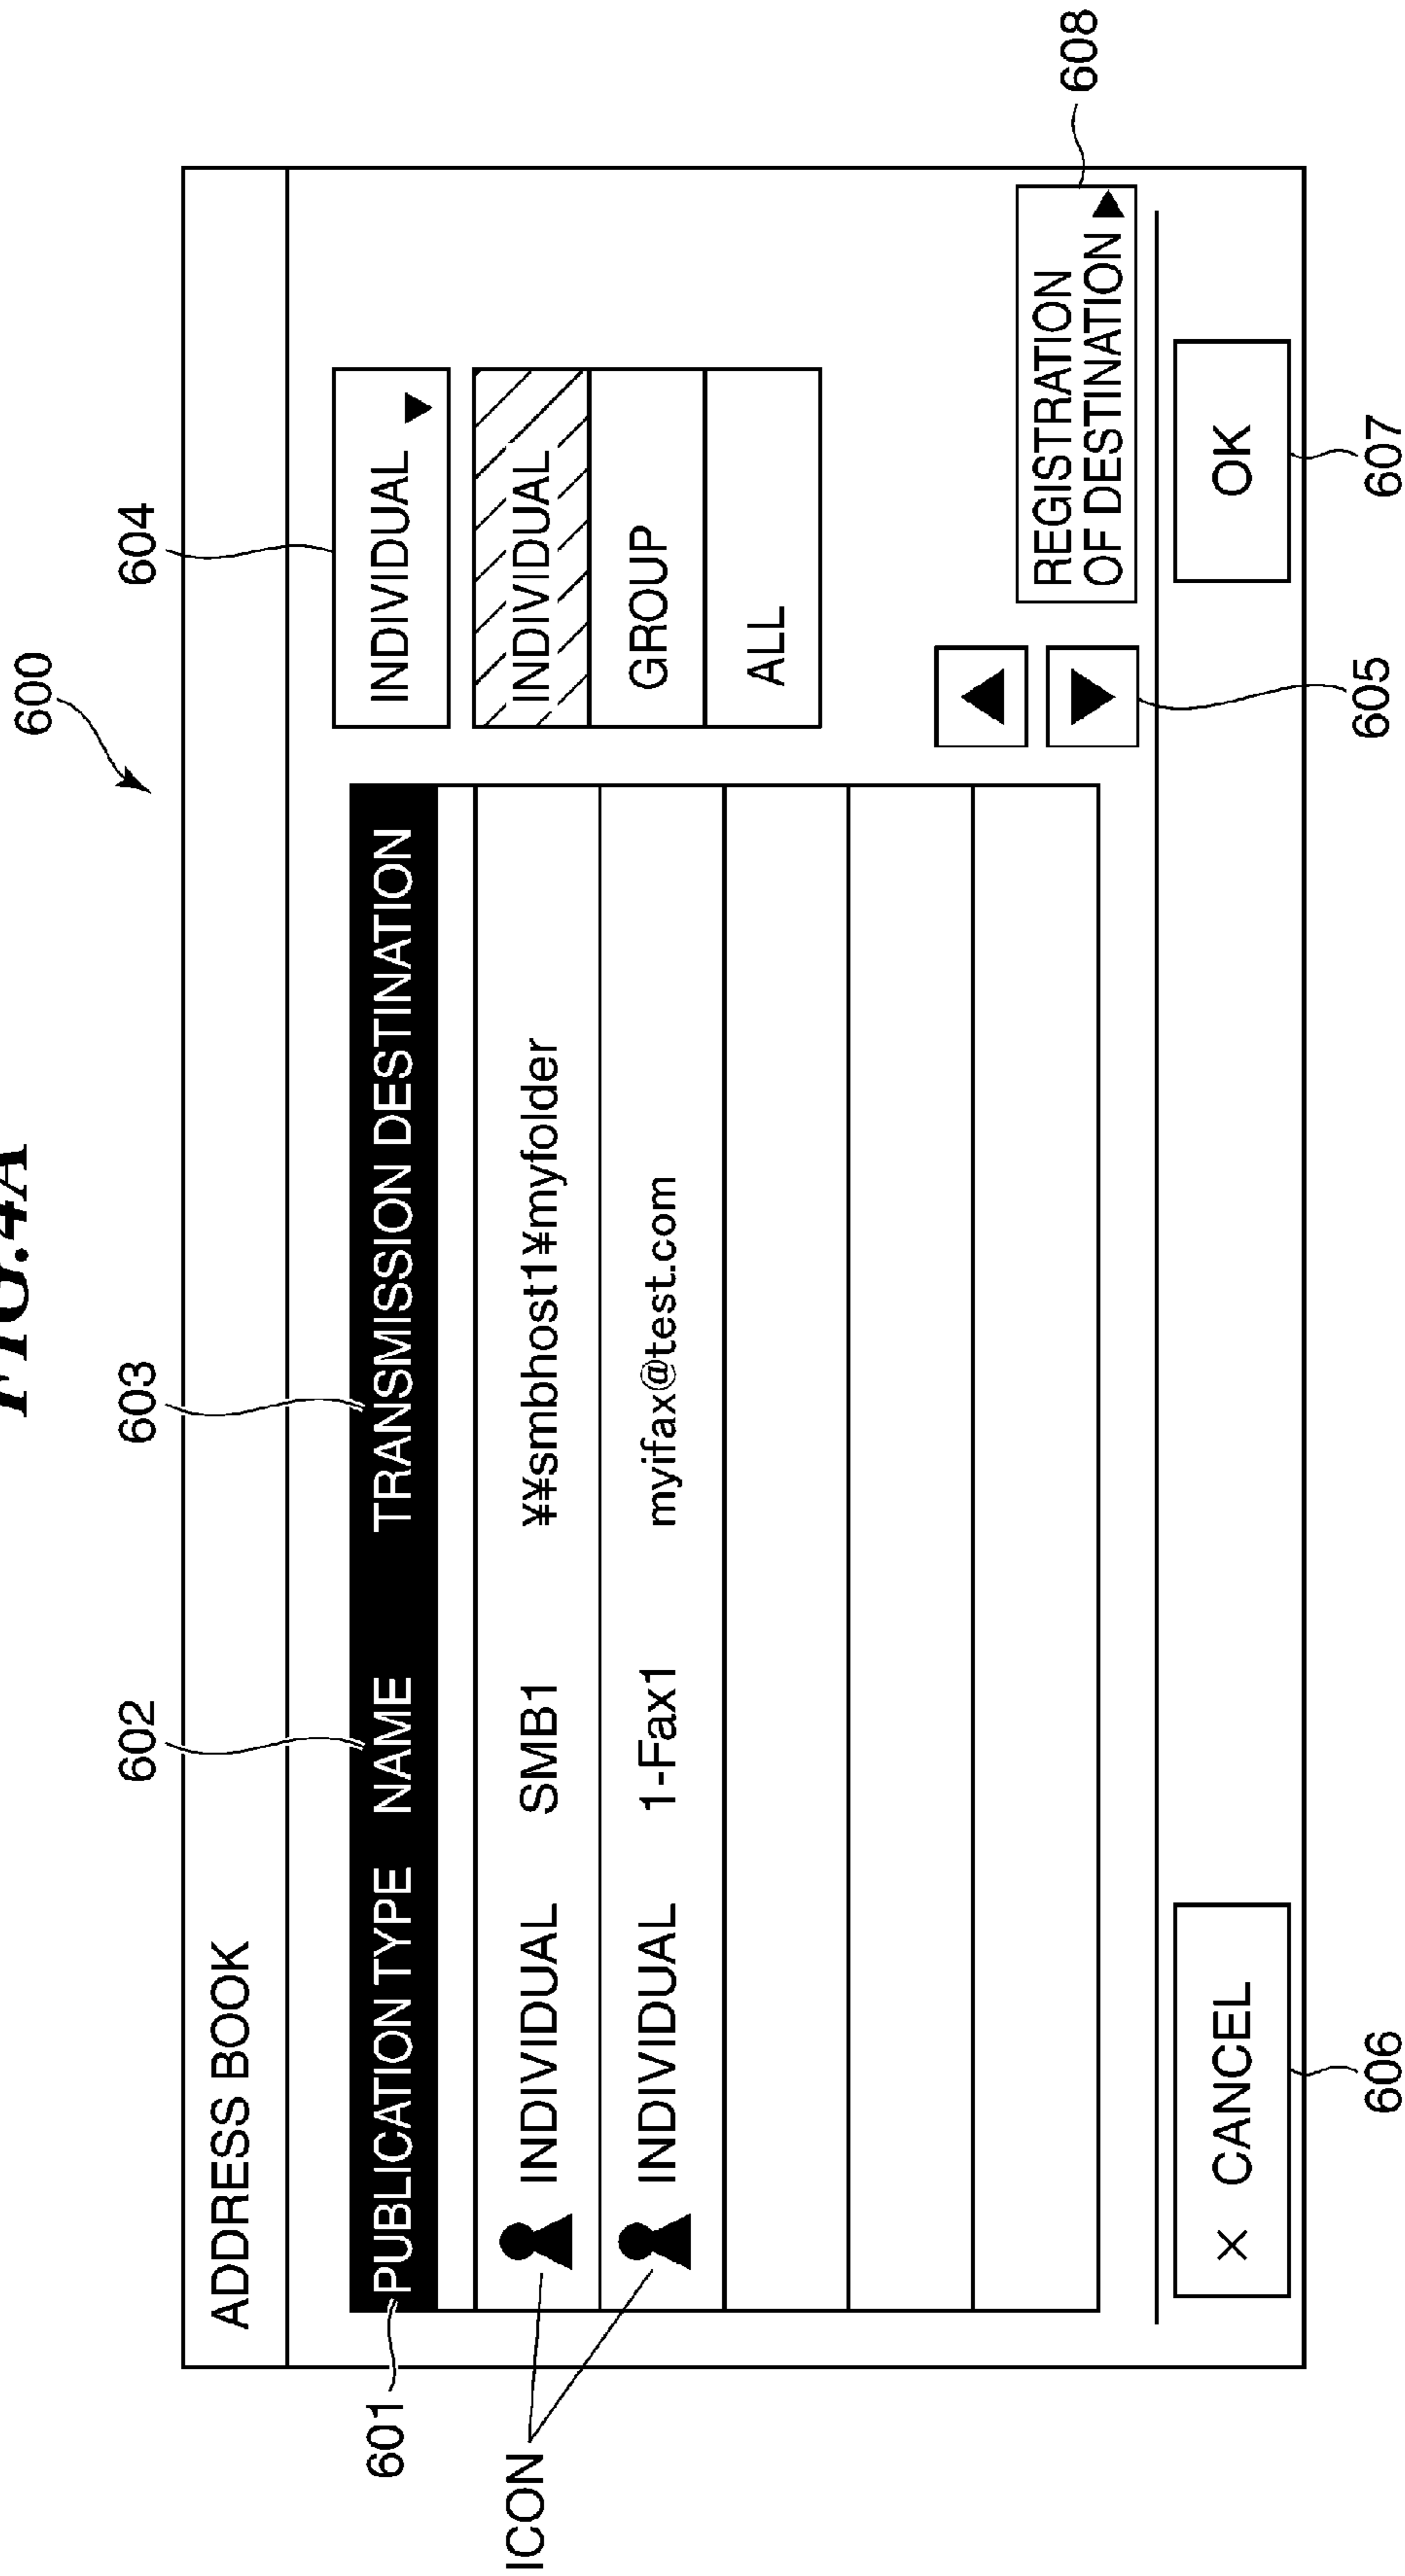 FIG.4A
600
602
603
604
ADDRESS BOOK
601
PUBLICATION TYPE NAME TRANSMISSION DESTINATION
INDIVIDUAL ▼
ICON
INDIVIDUAL SMB1 ¥¥smbhost1¥myfolder
INDIVIDUAL
INDIVIDUAL 1-Fax1 myifax@test.com
GROUP
ALL
▲
▼
REGISTRATION
OF DESTINATION ▶
608
× CANCEL
OK
606
605
607